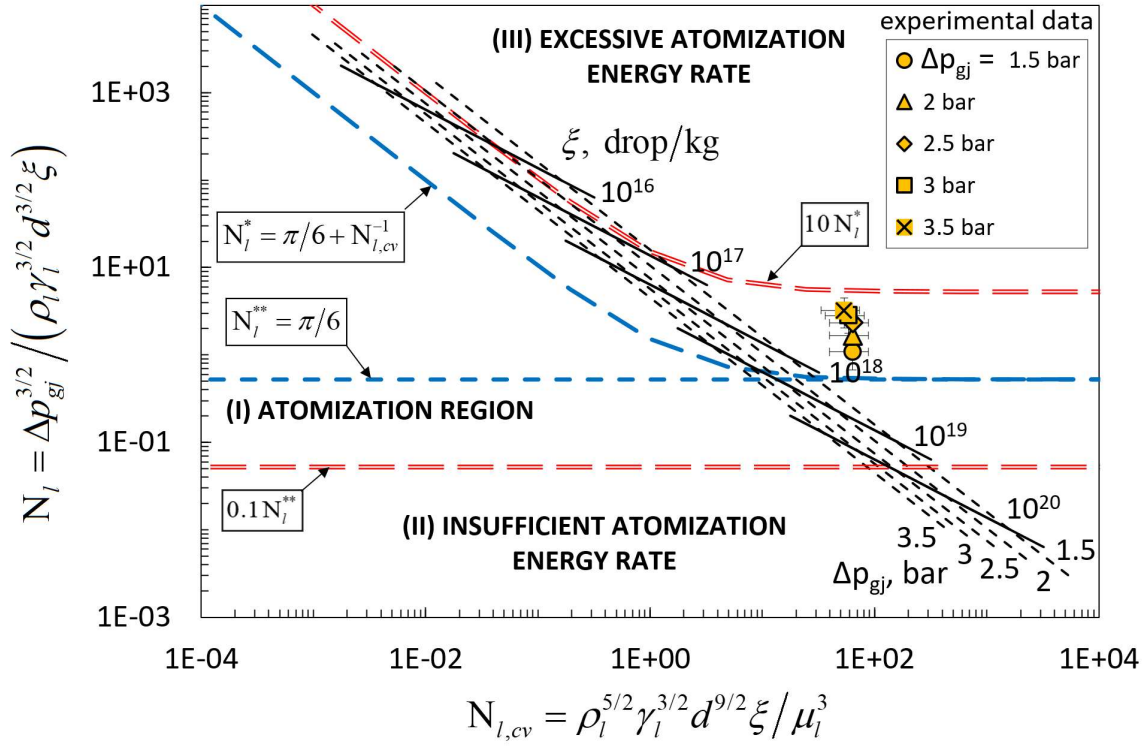 (III) EXCESSIVE ATOMIZATION
ENERGY RATE
experimental data
Δp_gj = 1.5 bar
2 bar
2.5 bar
3 bar
3.5 bar
1E+03
1E+01
1E-01
1E-03
N_l = Δp_gj^{3/2} / (ρ_l γ_l^{3/2} d^{3/2} ξ)
ξ, drop/kg
10^16
10^17
10^18
10^19
10^20
N_l^* = π/6 + N_{l,cv}^{-1}
10 N_l^*
N_l^{**} = π/6
(I) ATOMIZATION REGION
0.1 N_l^{**}
(II) INSUFFICIENT ATOMIZATION
ENERGY RATE
Δp_gj, bar
3.5
3
2.5
2
1.5
1E-04
1E-02
1E+00
1E+02
1E+04
N_{l,cv} = ρ_l^{5/2} γ_l^{3/2} d^{9/2} ξ / μ_l^3